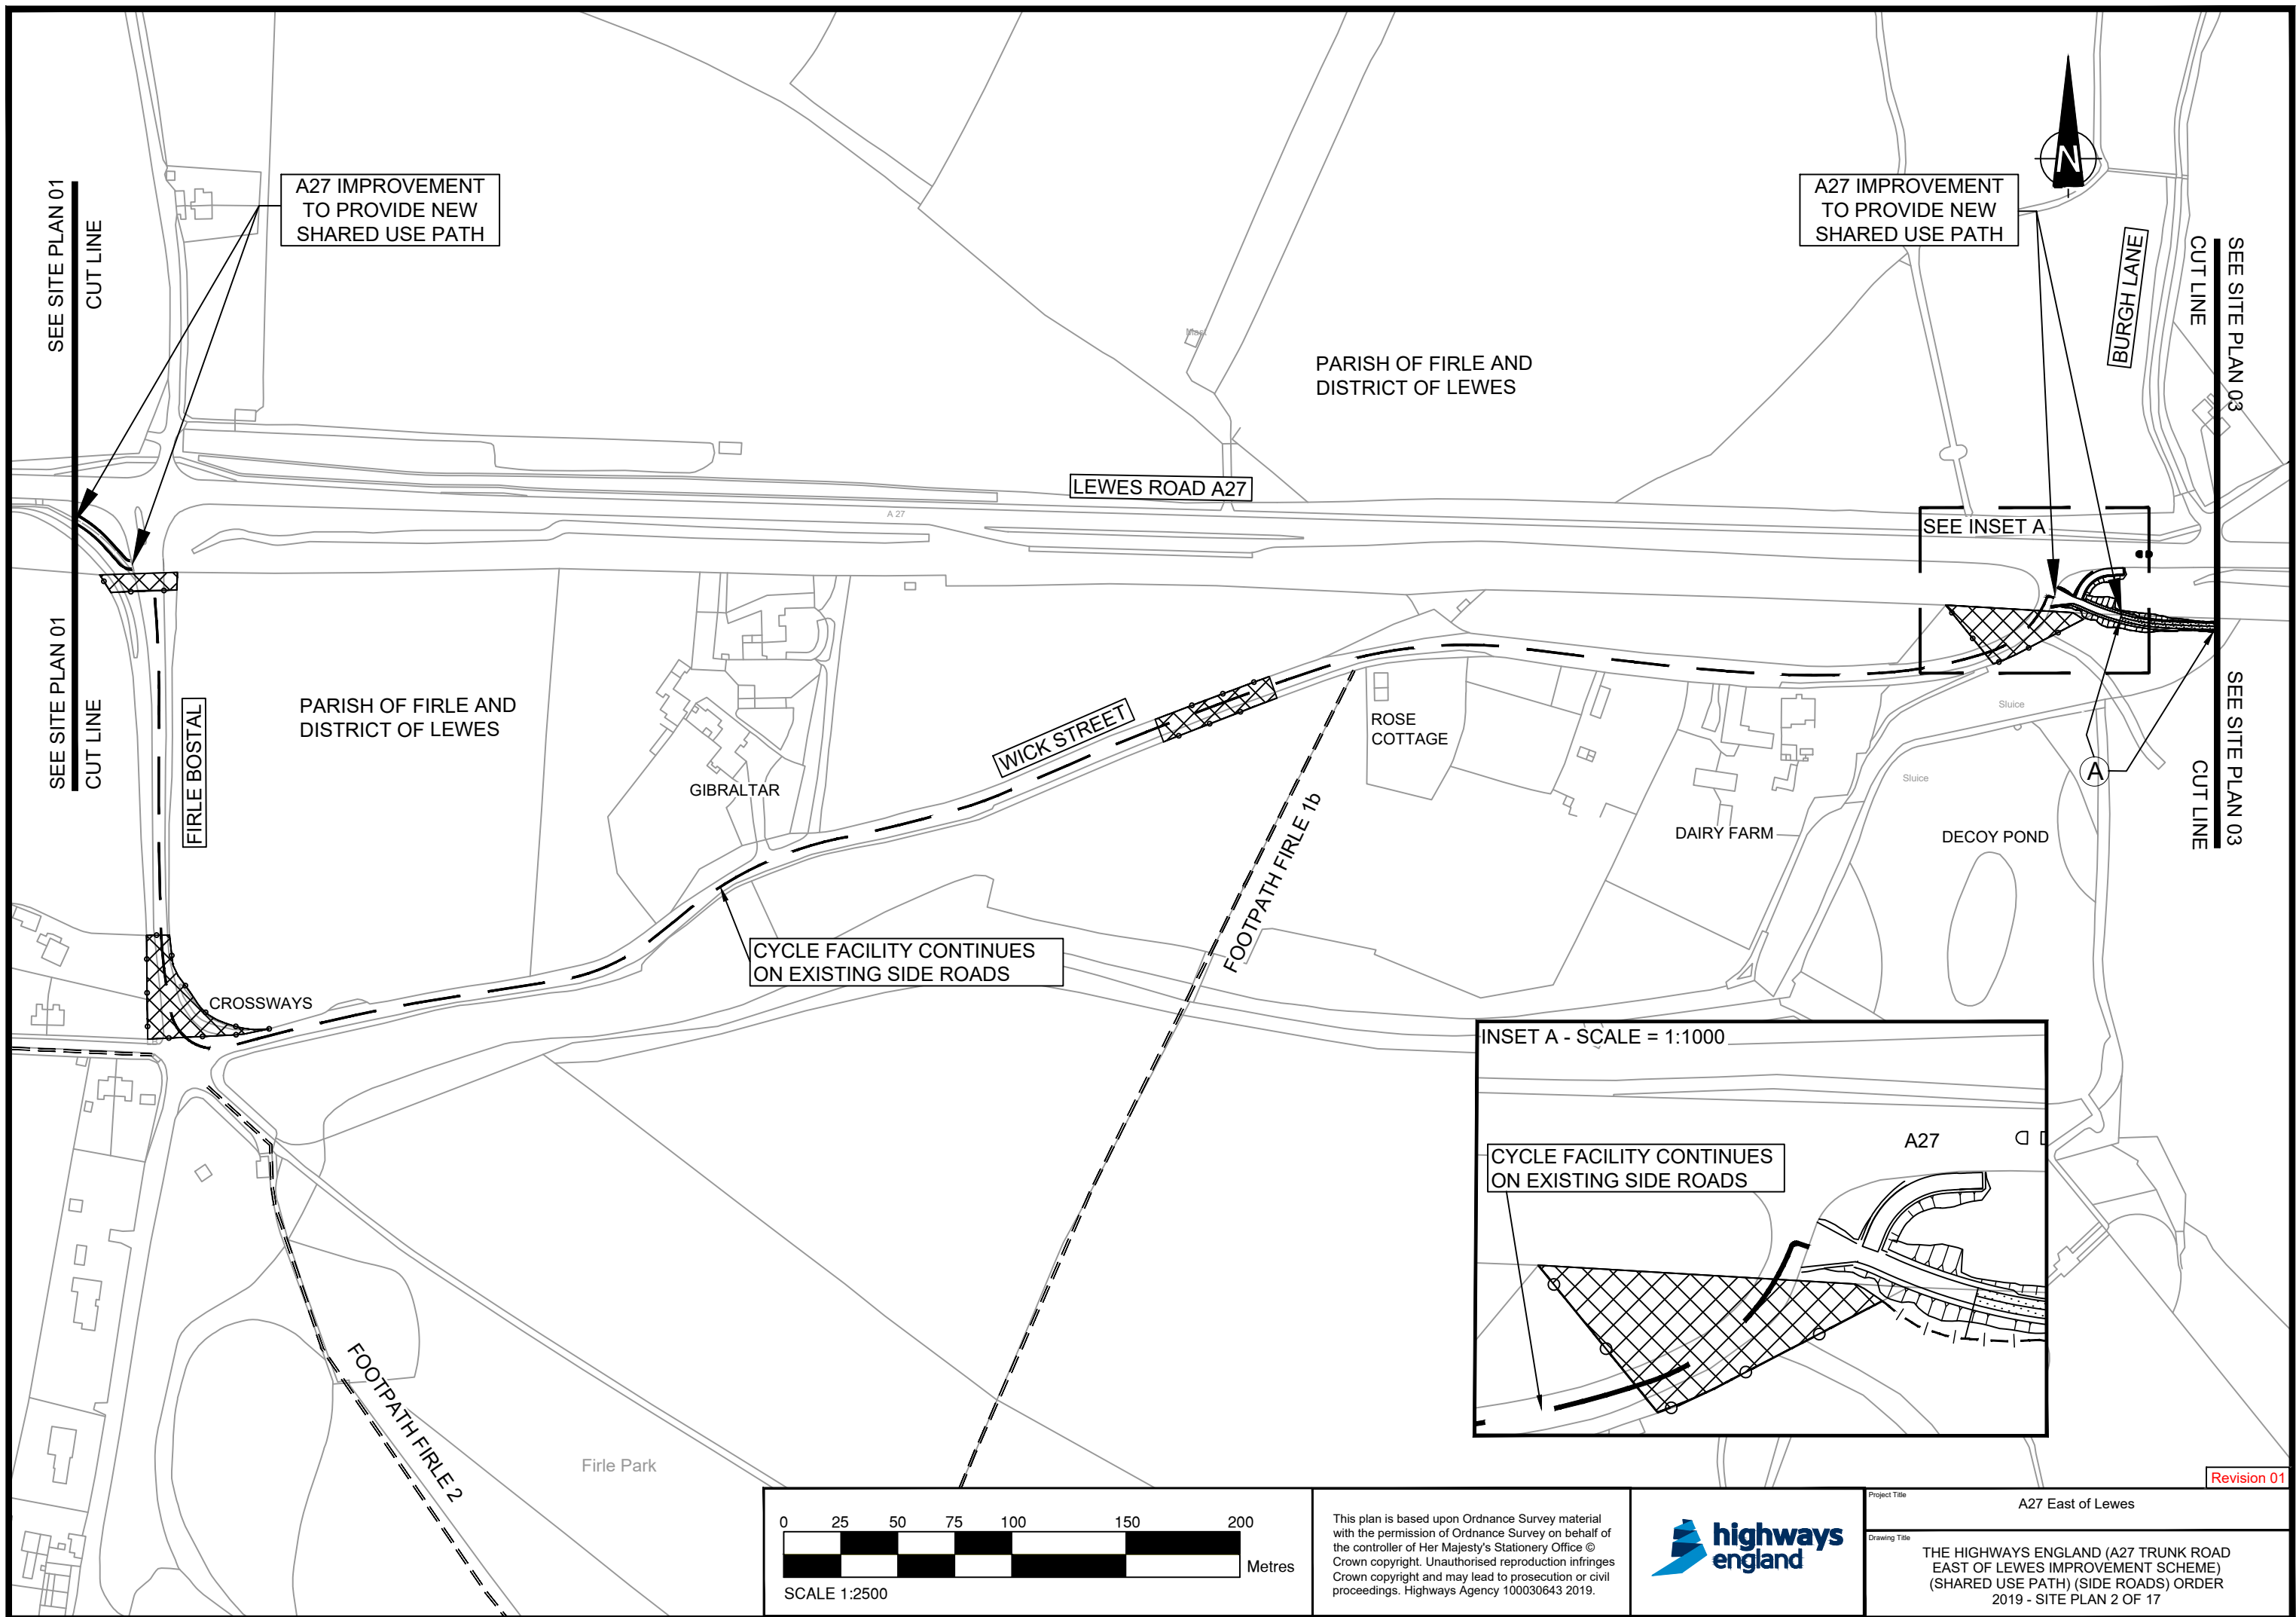 SEE SITE PLAN 01
CUT LINE
A27 IMPROVEMENT
TO PROVIDE NEW
SHARED USE PATH
A27 IMPROVEMENT
TO PROVIDE NEW
SHARED USE PATH
N
BURGH LANE
CUT LINE
SEE SITE PLAN 03
PARISH OF FIRLE AND
DISTRICT OF LEWES
LEWES ROAD A27
A 27
SEE INSET A
SEE SITE PLAN 01
CUT LINE
FIRLE BOSTAL
PARISH OF FIRLE AND
DISTRICT OF LEWES
GIBRALTAR
WICK STREET
ROSE
COTTAGE
Sluice
Sluice
A
SEE SITE PLAN 03
CUT LINE
DAIRY FARM
DECOY POND
FOOTPATH FIRLE 1b
CYCLE FACILITY CONTINUES
ON EXISTING SIDE ROADS
CROSSWAYS
INSET A - SCALE = 1:1000
A27
CYCLE FACILITY CONTINUES
ON EXISTING SIDE ROADS
FOOTPATH FIRLE 2
Firle Park
Revision 01
0 25 50 75 100 150 200
Metres
SCALE 1:2500
This plan is based upon Ordnance Survey material
with the permission of Ordnance Survey on behalf of
the controller of Her Majesty's Stationery Office ©
Crown copyright. Unauthorised reproduction infringes
Crown copyright and may lead to prosecution or civil
proceedings. Highways Agency 100030643 2019.
highways
england
Project Title
A27 East of Lewes
Drawing Title
THE HIGHWAYS ENGLAND (A27 TRUNK ROAD
EAST OF LEWES IMPROVEMENT SCHEME)
(SHARED USE PATH) (SIDE ROADS) ORDER
2019 - SITE PLAN 2 OF 17